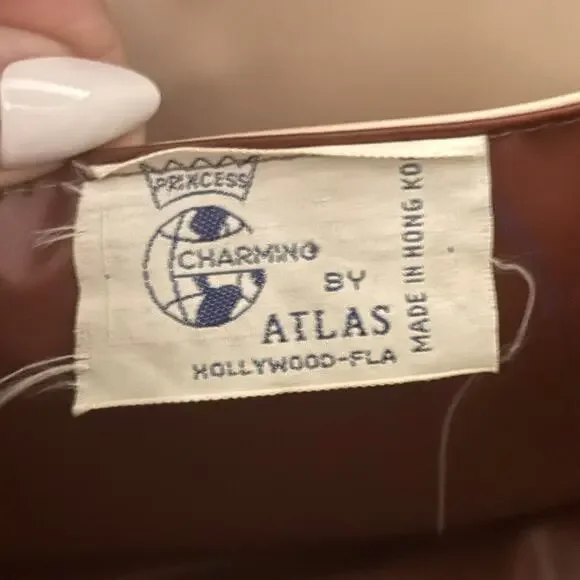 PRINCESS
CHARMING
BY
ATLAS
HOLLYWOOD-FLA
MADE IN HONG KO